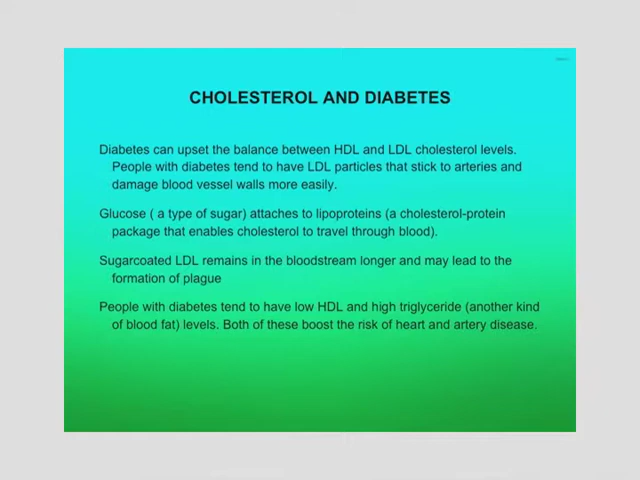 CHOLESTEROL AND DIABETES
Diabetes can upset the balance between HDL and LDL cholesterol levels.
People with diabetes tend to have LDL particles that stick to arteries and
damage blood vessel walls more easily.
Glucose ( a type of sugar) attaches to lipoproteins (a cholesterol-protein
package that enables cholesterol to travel through blood).
Sugarcoated LDL remains in the bloodstream longer and may lead to the
formation of plague
People with diabetes tend to have low HDL and high triglyceride (another kind
of blood fat) levels. Both of these boost the risk of heart and artery disease.